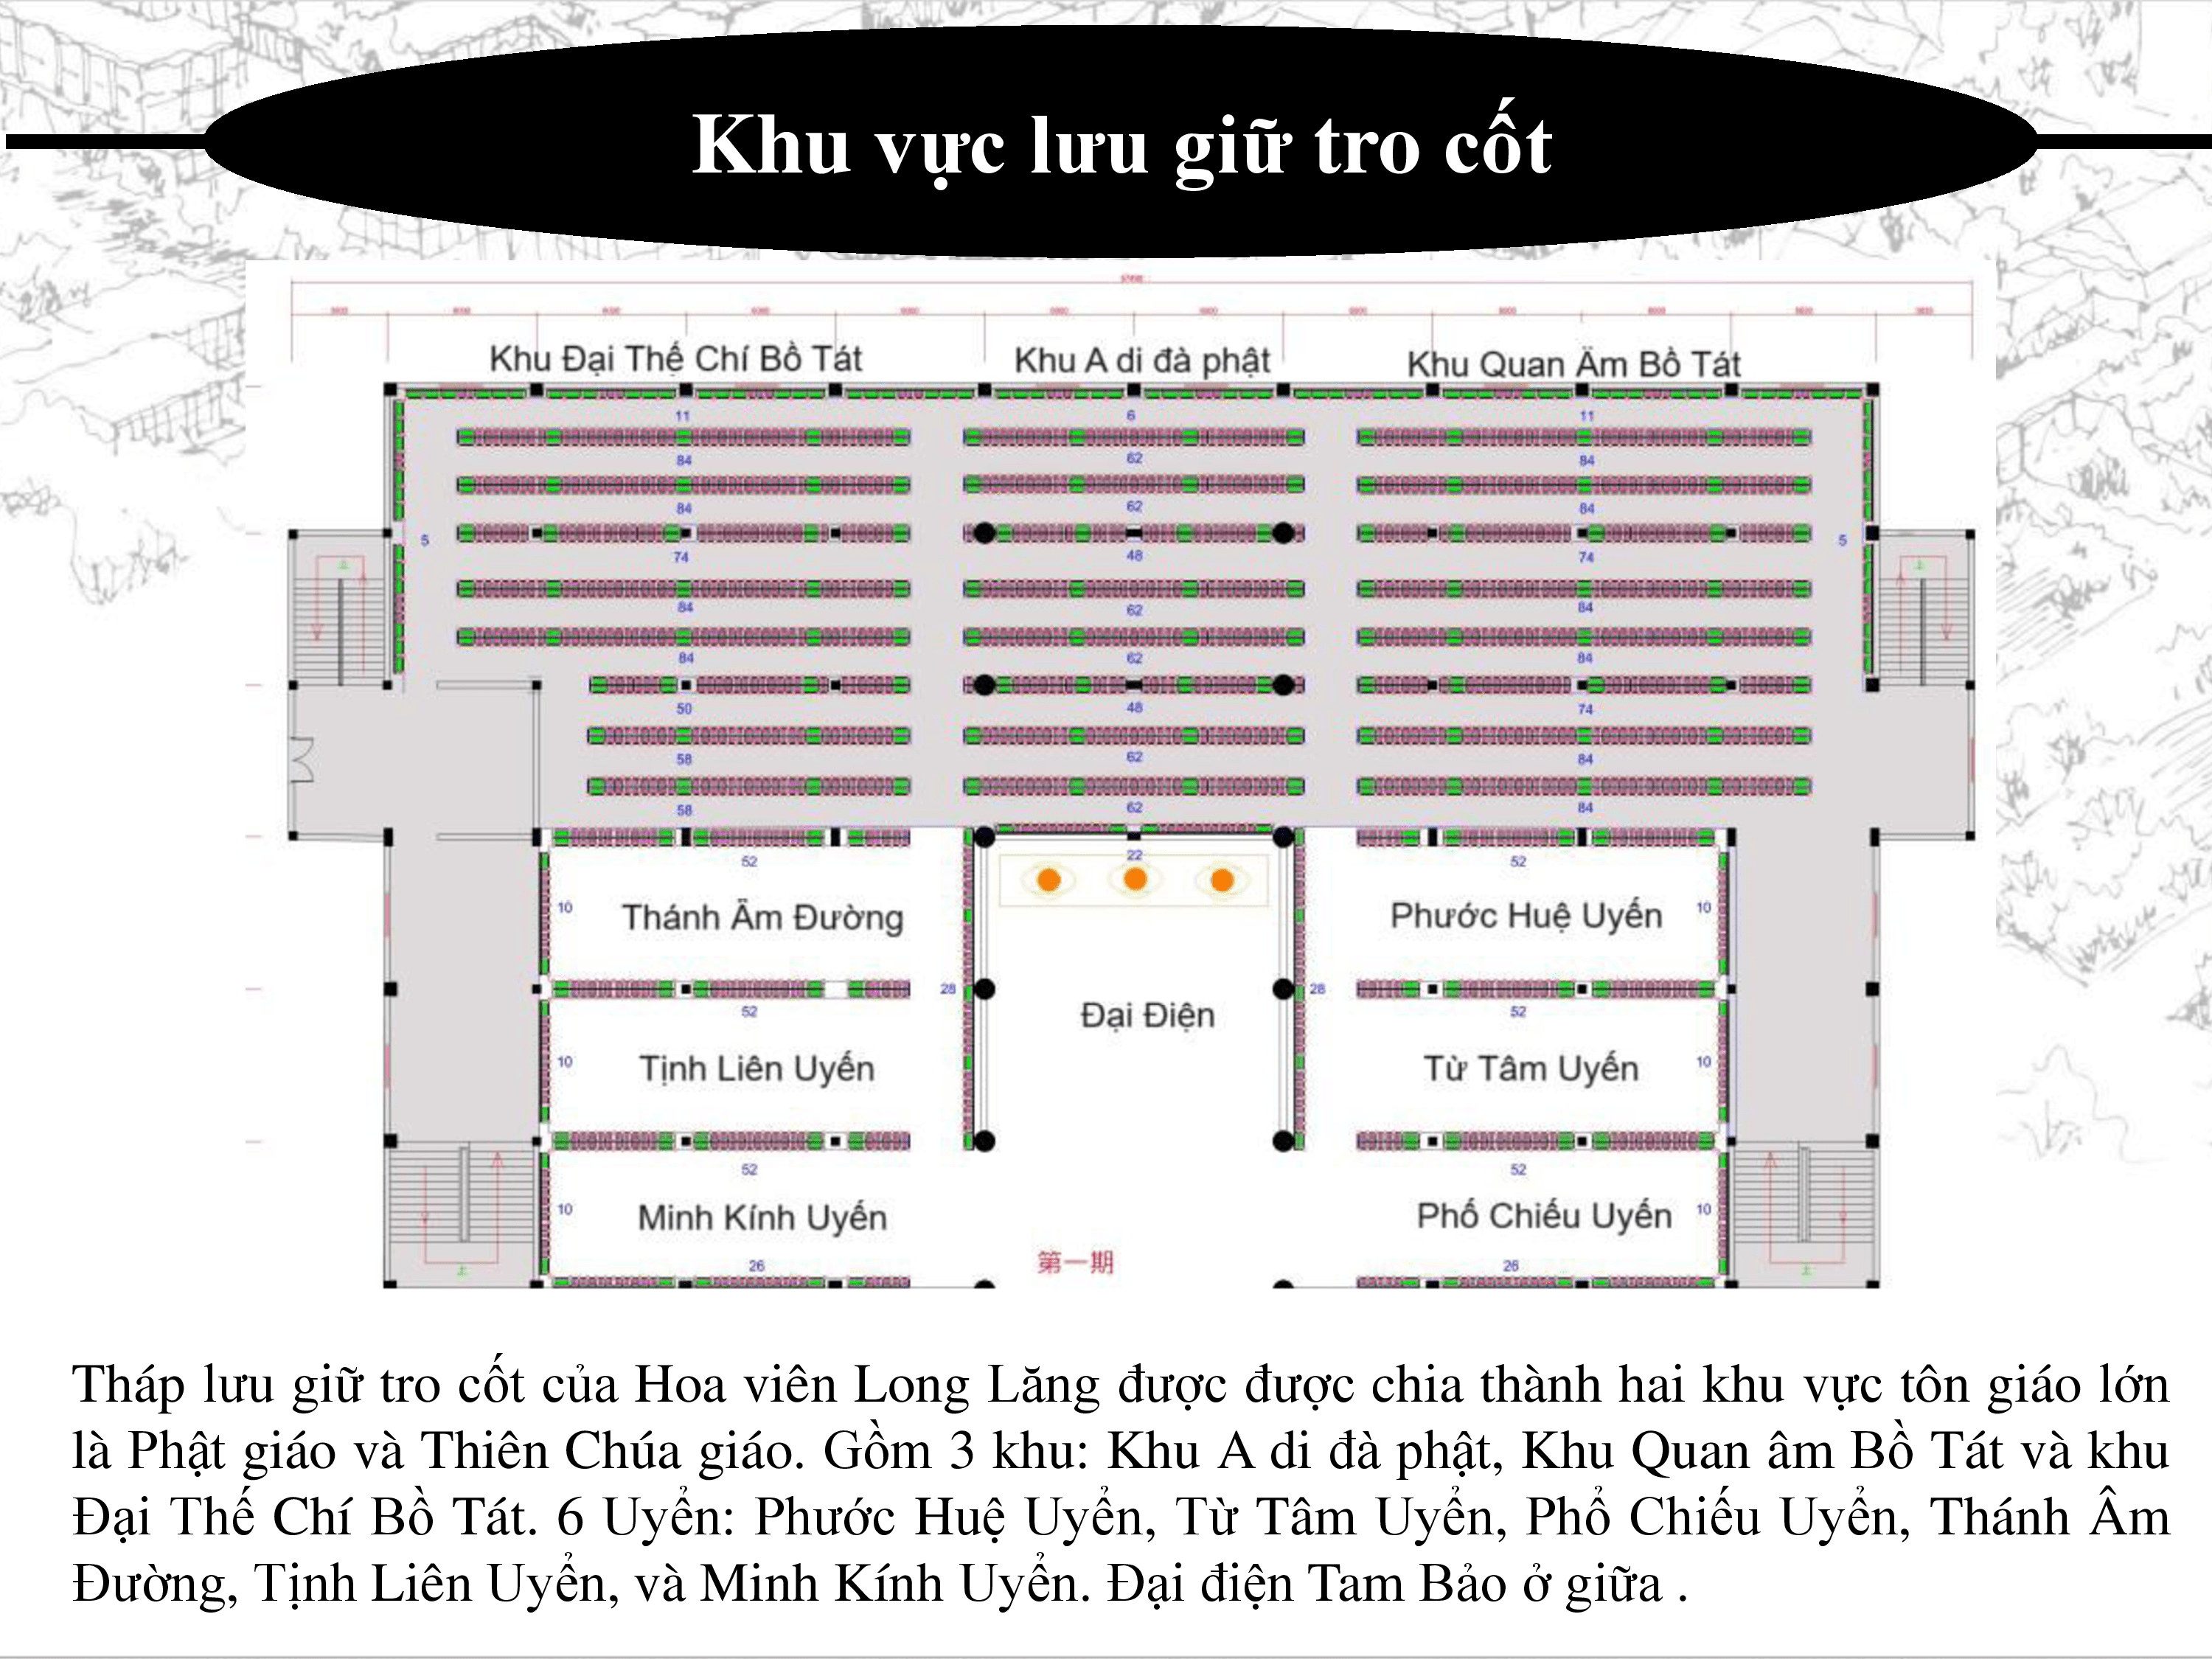 Khu vực lưu giữ tro cốt
Khu Đại Thế Chí Bồ Tát
Khu A di đà phật
Khu Quan Âm Bồ Tát
11 6 11
84 62 84
84 62 84
5 5
74 48 74
84 62 84
84 62 84
50 48 74
58 62 84
58 62 84
52 22 52
10 Thánh Âm Đường Phước Huệ Uyển 10
28 28
52 Đại Điện 52
10 Tịnh Liên Uyển Từ Tâm Uyển 10
52 52
10 Minh Kính Uyển Phổ Chiếu Uyển 10
第一期
26 26
上 上
上 上
Tháp lưu giữ tro cốt của Hoa viên Long Lăng được được chia thành hai khu vực tôn giáo lớn
là Phật giáo và Thiên Chúa giáo. Gồm 3 khu: Khu A di đà phật, Khu Quan âm Bồ Tát và khu
Đại Thế Chí Bồ Tát. 6 Uyển: Phước Huệ Uyển, Từ Tâm Uyển, Phổ Chiếu Uyển, Thánh Âm
Đường, Tịnh Liên Uyển, và Minh Kính Uyển. Đại điện Tam Bảo ở giữa .